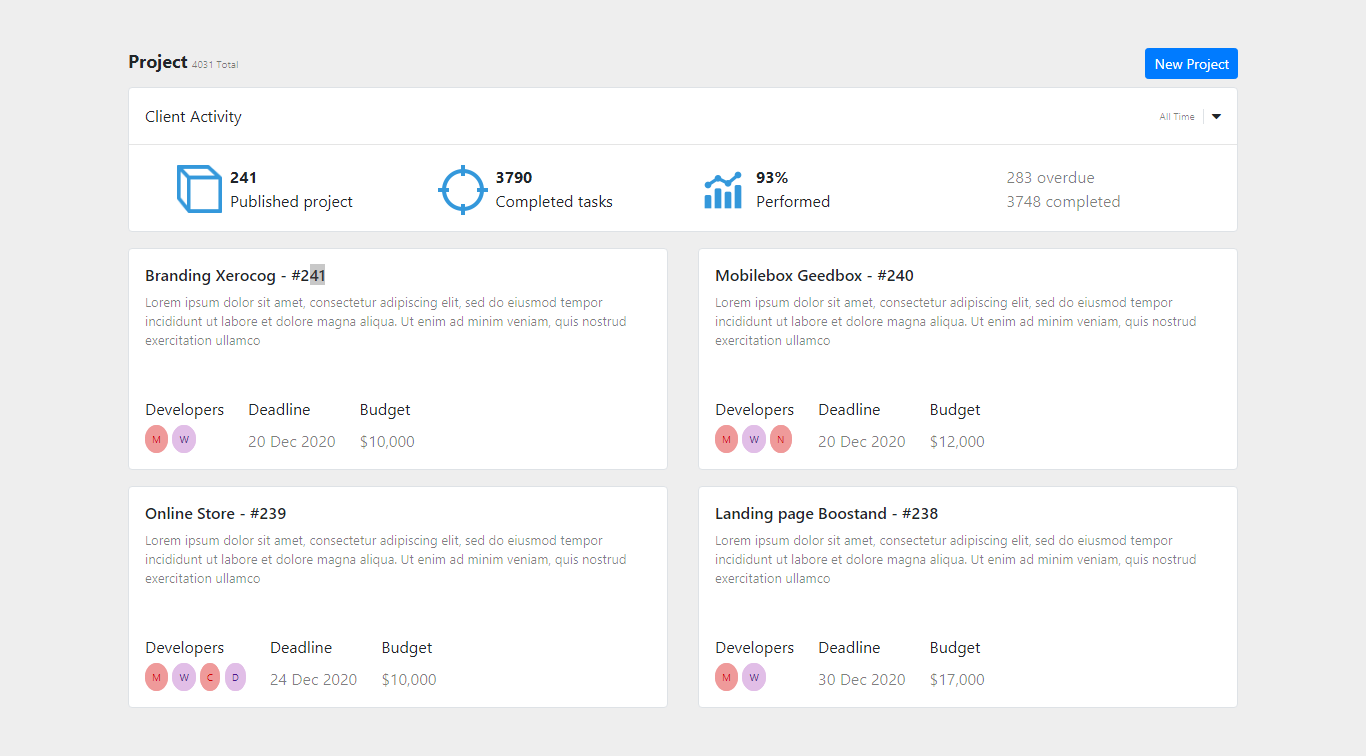 Project 4031 Total
New Project
Client Activity
All Time
241
Published project
3790
Completed tasks
93%
Performed
283 overdue
3748 completed
Branding Xerocog - #241
Lorem ipsum dolor sit amet, consectetur adipiscing elit, sed do eiusmod tempor
incididunt ut labore et dolore magna aliqua. Ut enim ad minim veniam, quis nostrud
exercitation ullamco
Developers Deadline Budget
M W 20 Dec 2020 $10,000
Mobilebox Geedbox - #240
Lorem ipsum dolor sit amet, consectetur adipiscing elit, sed do eiusmod tempor
incididunt ut labore et dolore magna aliqua. Ut enim ad minim veniam, quis nostrud
exercitation ullamco
Developers Deadline Budget
M W N 20 Dec 2020 $12,000
Online Store - #239
Lorem ipsum dolor sit amet, consectetur adipiscing elit, sed do eiusmod tempor
incididunt ut labore et dolore magna aliqua. Ut enim ad minim veniam, quis nostrud
exercitation ullamco
Developers Deadline Budget
M W C D 24 Dec 2020 $10,000
Landing page Boostand - #238
Lorem ipsum dolor sit amet, consectetur adipiscing elit, sed do eiusmod tempor
incididunt ut labore et dolore magna aliqua. Ut enim ad minim veniam, quis nostrud
exercitation ullamco
Developers Deadline Budget
M W 30 Dec 2020 $17,000